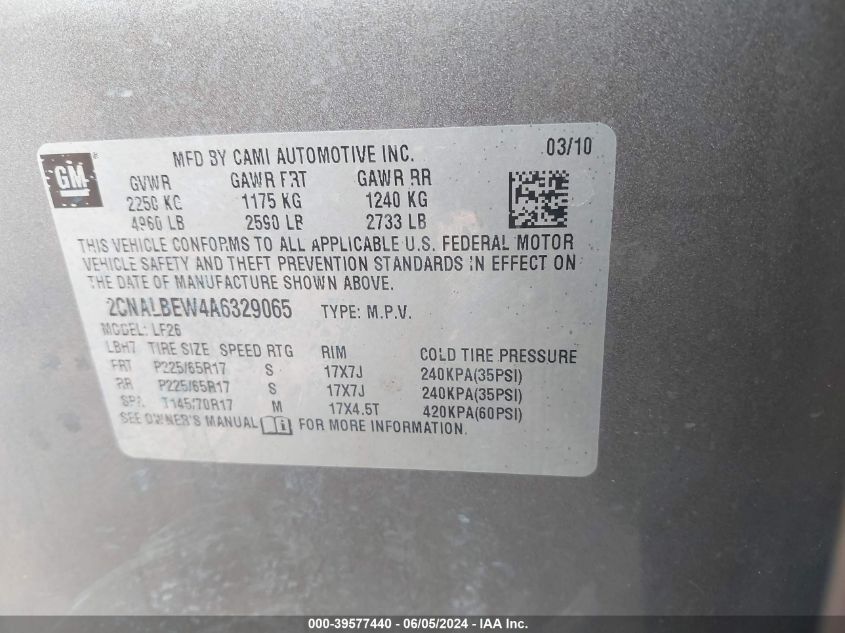 GM ®
MFD BY CAMI AUTOMOTIVE INC. 03/10
GVWR GAWR FRT GAWR RR
2250 KG 1175 KG 1240 KG
4960 LB 2590 LB 2733 LB
THIS VEHICLE CONFORMS TO ALL APPLICABLE U.S. FEDERAL MOTOR
VEHICLE SAFETY AND THEFT PREVENTION STANDARDS IN EFFECT ON
THE DATE OF MANUFACTURE SHOWN ABOVE.
2CNALBEW4A6329065 TYPE: M.P.V.
MODEL: LF26
LBH7 TIRE SIZE SPEED RTG RIM COLD TIRE PRESSURE
FRT P225/65R17 S 17X7J 240KPA(35PSI)
RR P225/65R17 S 17X7J 240KPA(35PSI)
SPA T145/70R17 M 17X4.5T 420KPA(60PSI)
SEE OWNER'S MANUAL FOR MORE INFORMATION.
000-39577440 - 06/05/2024 - IAA Inc.